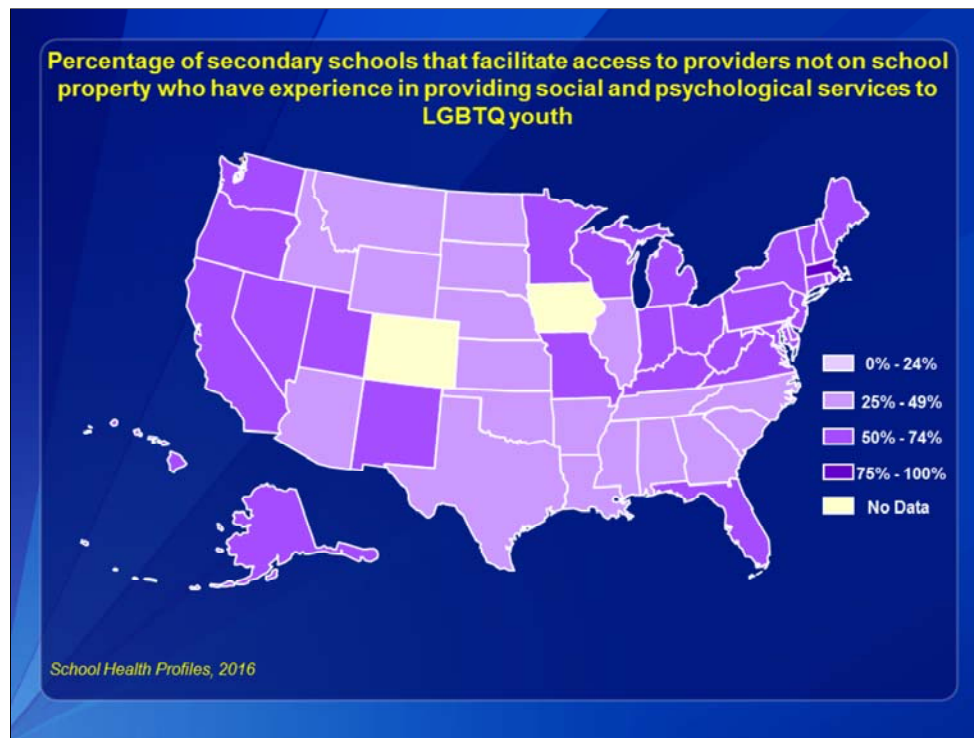 Percentage of secondary schools that facilitate access to providers not on school
property who have experience in providing social and psychological services to
LGBTQ youth
0% - 24%
25% - 49%
50% - 74%
75% - 100%
No Data
School Health Profiles, 2016